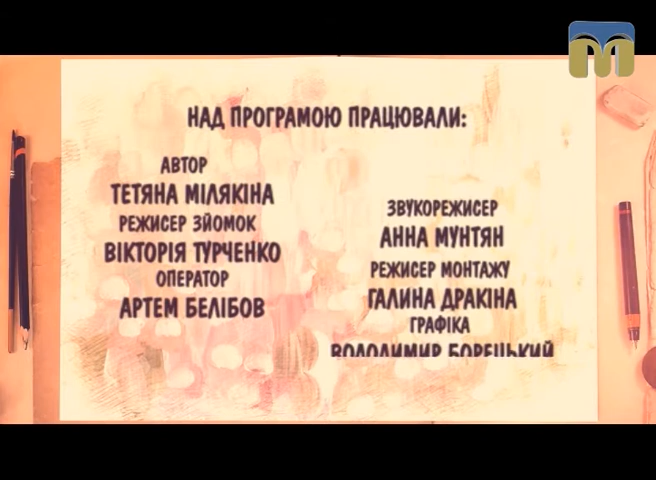 НАД ПРОГРАМОЮ ПРАЦЮВАЛИ:
АВТОР
ТЕТЯНА МІЛЯКІНА
РЕЖИСЕР ЗЙОМОК
ВІКТОРІЯ ТУРЧЕНКО
ОПЕРАТОР
АРТЕМ БЕЛІБОВ
ЗВУКОРЕЖИСЕР
АННА МУНТЯН
РЕЖИСЕР МОНТАЖУ
ГАЛИНА ДРАКІНА
ГРАФІКА
ВОЛОДИМИР БОРЕЦЬКИЙ